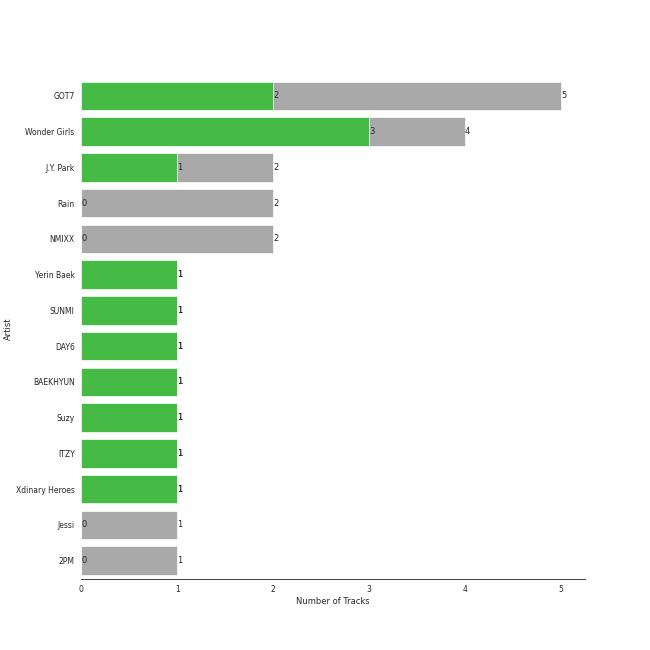 GOT7 2 5
Wonder Girls 3 4
J.Y. Park 1 2
Rain 0 2
NMIXX 0 2
Yerin Baek 1
SUNMI 1
DAY6 1
BAEKHYUN 1
Suzy 1
ITZY 1
Xdinary Heroes 1
Jessi 0 1
2PM 0 1
Artist
0 1 2 3 4 5
Number of Tracks